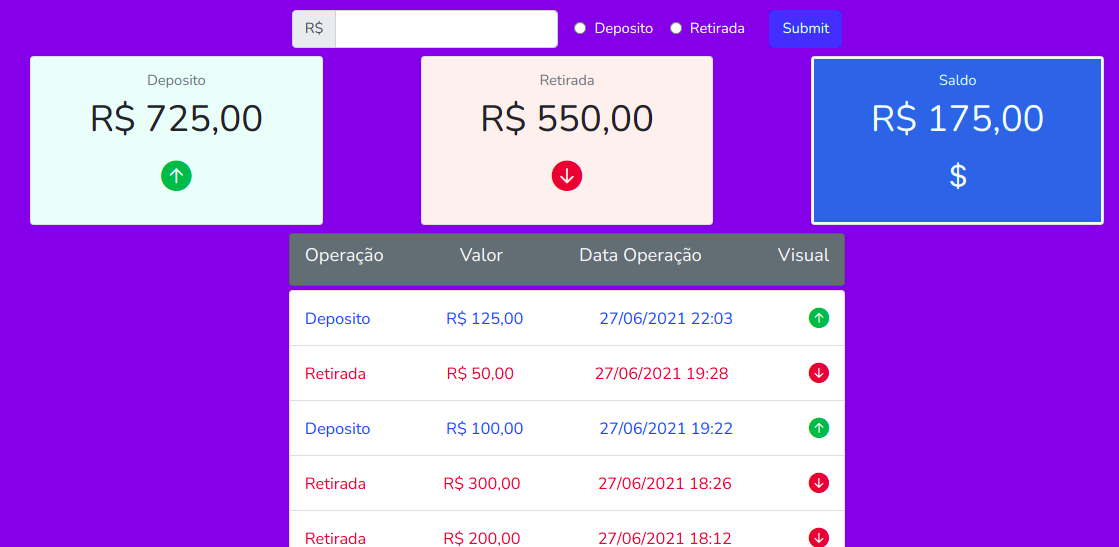 R$ Deposito Retirada Submit
Deposito Retirada Saldo
R$ 725,00 R$ 550,00 R$ 175,00
$
Operação Valor Data Operação Visual
Deposito R$ 125,00 27/06/2021 22:03
Retirada R$ 50,00 27/06/2021 19:28
Deposito R$ 100,00 27/06/2021 19:22
Retirada R$ 300,00 27/06/2021 18:26
Retirada R$ 200,00 27/06/2021 18:12